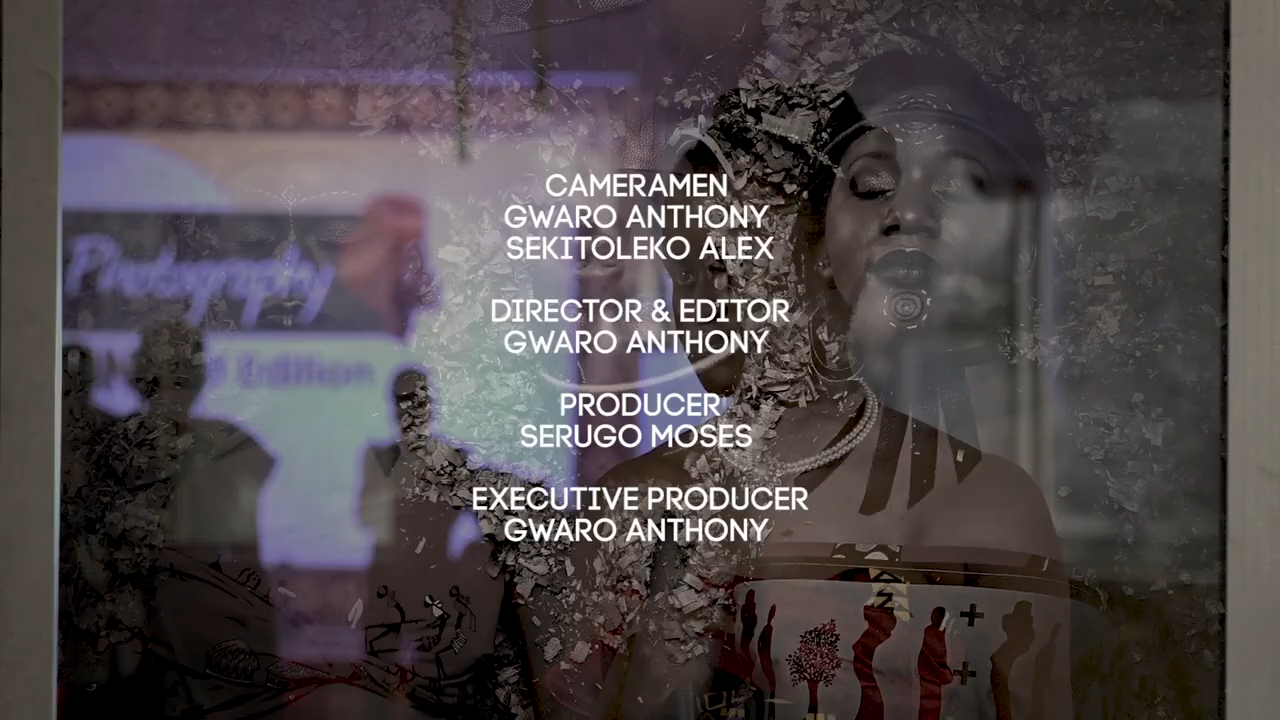 CAMERAMEN
GWARO ANTHONY
SEKITOLEKO ALEX
DIRECTOR & EDITOR
GWARO ANTHONY
PRODUCER
SERUGO MOSES
EXECUTIVE PRODUCER
GWARO ANTHONY
Photography
Edition